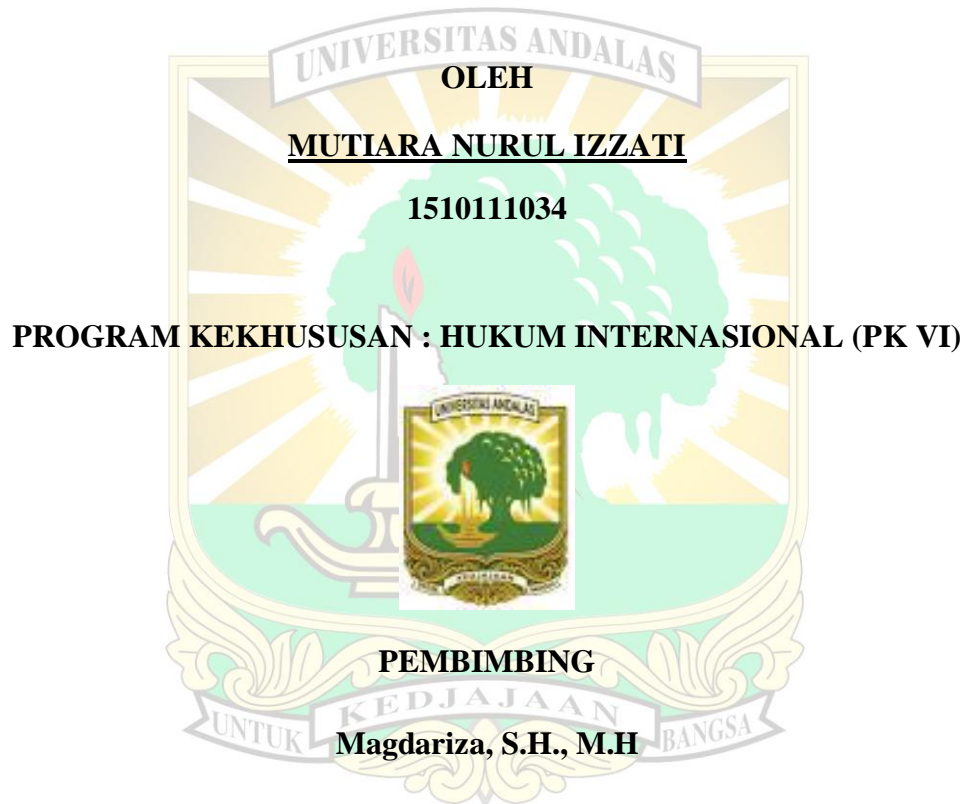 UNIVERSITAS ANDALAS
OLEH
MUTIARA NURUL IZZATI
1510111034
PROGRAM KEKHUSUSAN : HUKUM INTERNASIONAL (PK VI)
UNIVERSITAS ANDALAS
PEMBIMBING
UNTUK KEDJAJAAN BANGSA
Magdariza, S.H., M.H